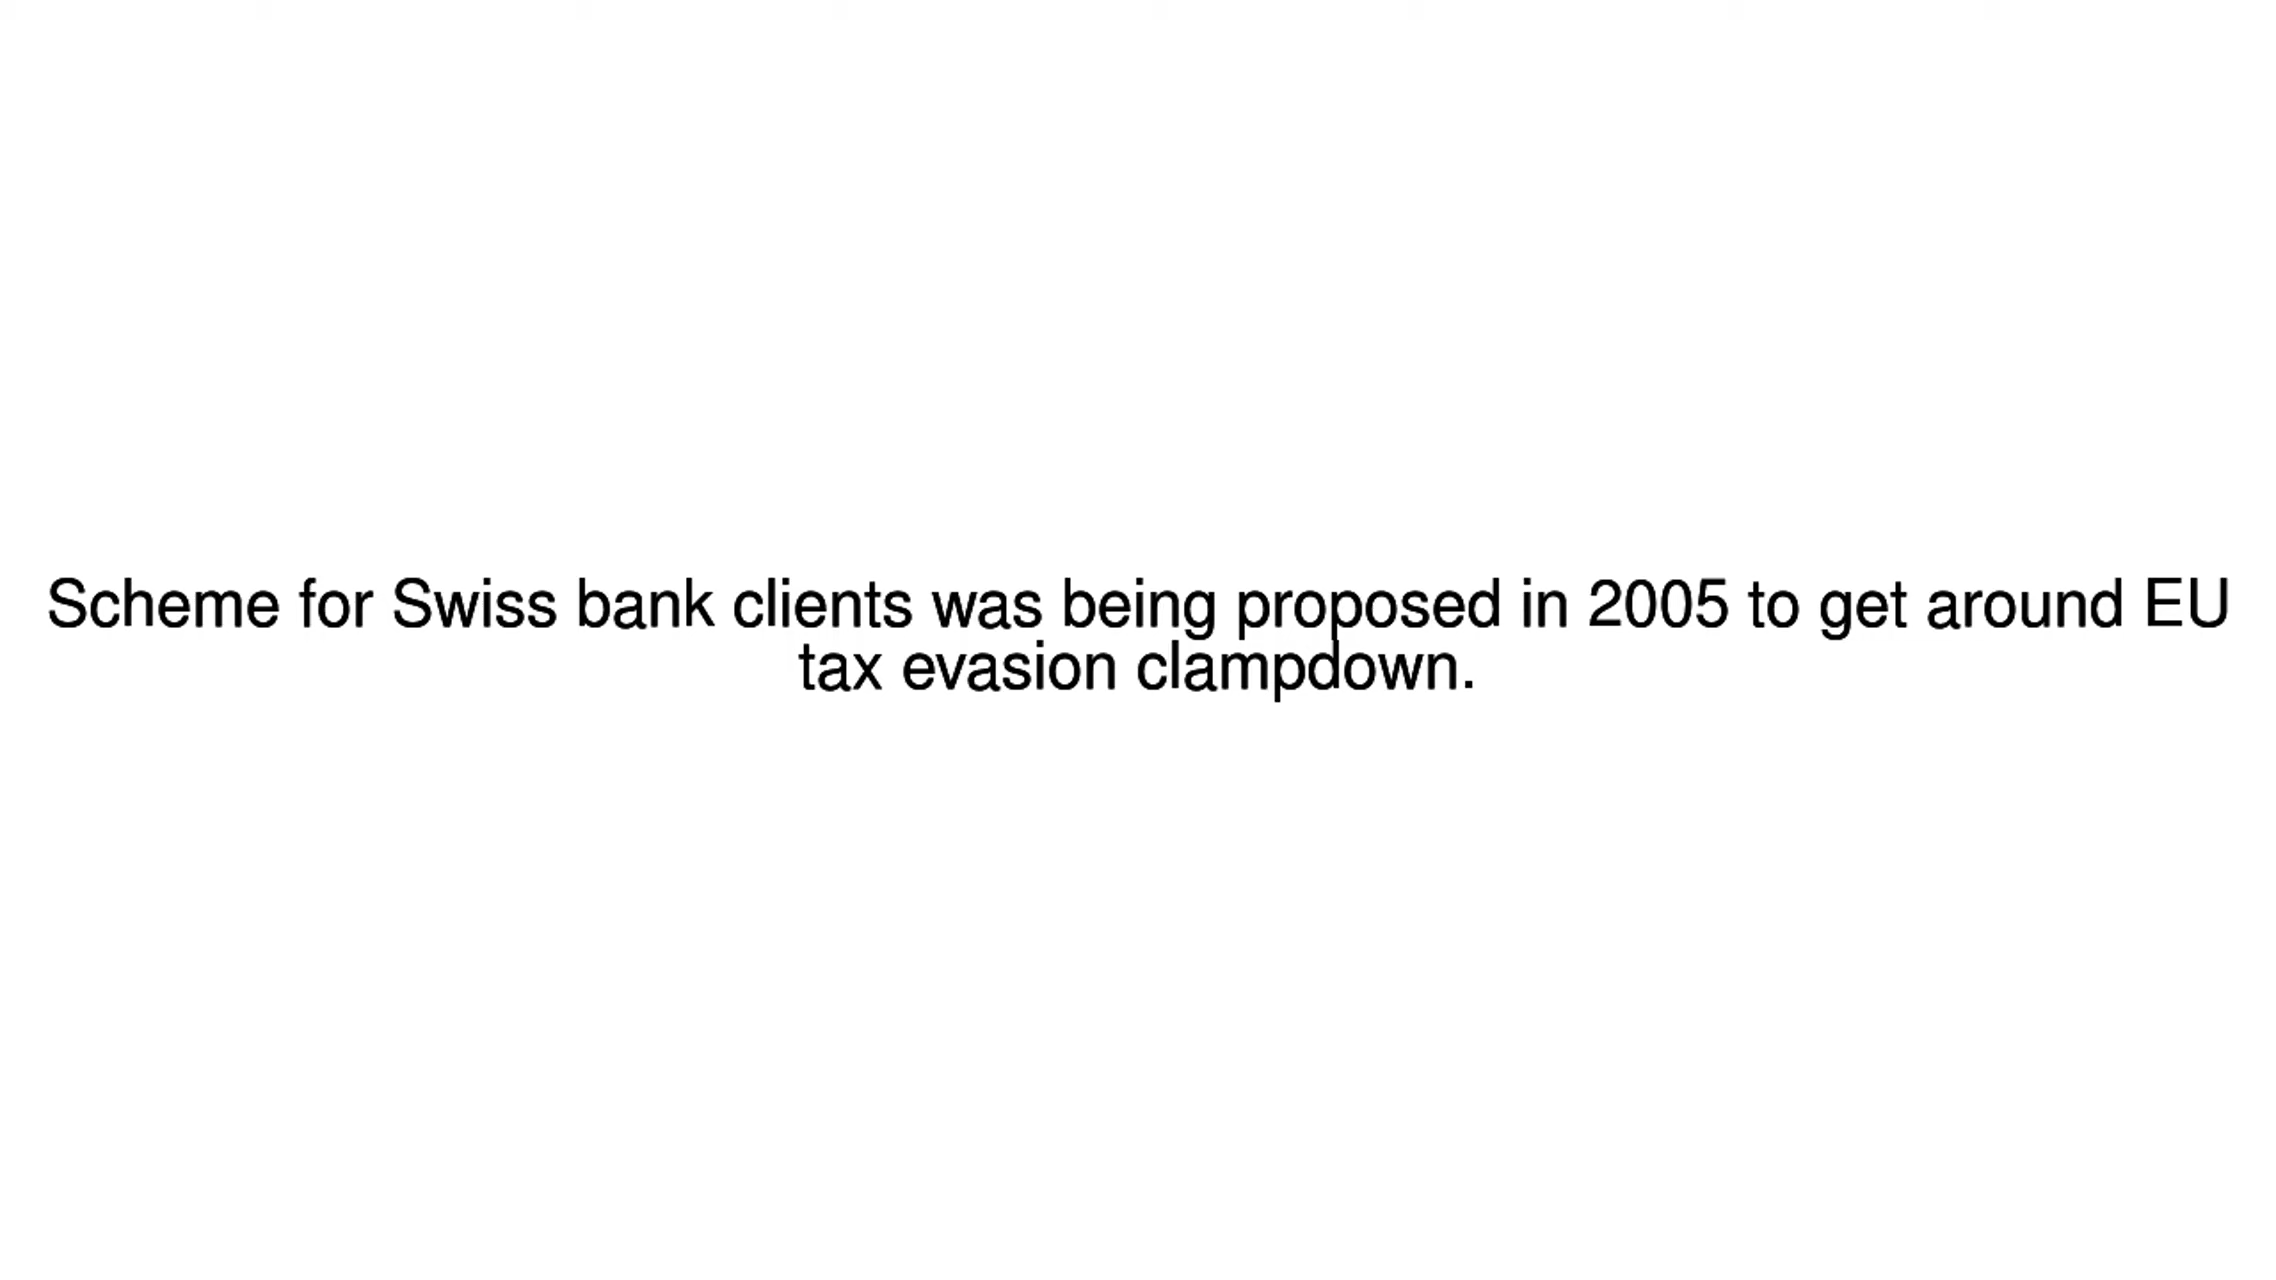 Scheme for Swiss bank clients was being proposed in 2005 to get around EU
tax evasion clampdown.